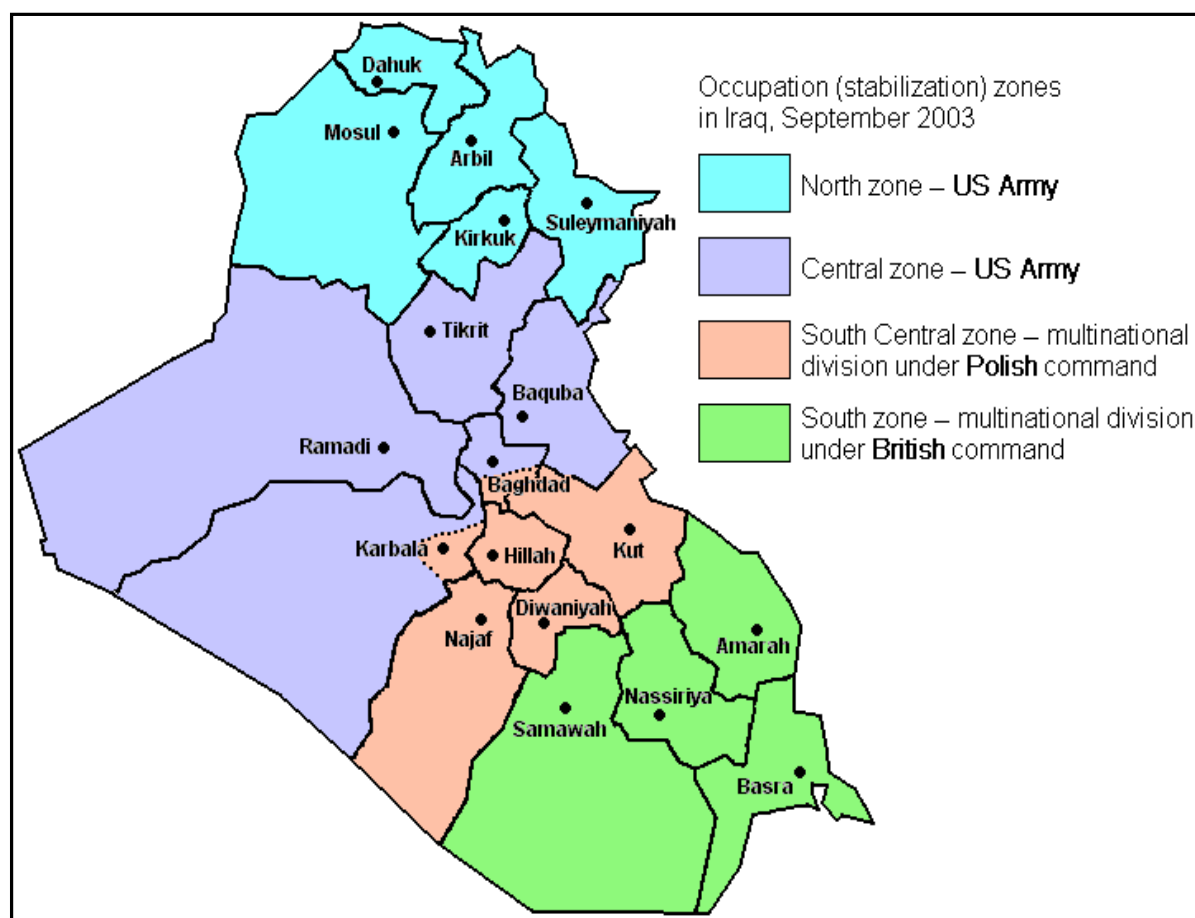 Occupation (stabilization) zones
in Iraq, September 2003
North zone – US Army
Central zone – US Army
South Central zone – multinational
division under Polish command
South zone – multinational division
under British command
Dahuk
Mosul
Arbil
Kirkuk
Suleymaniyah
Tikrit
Baquba
Ramadi
Baghdad
Karbala
Hillah
Kut
Najaf
Diwaniyah
Amarah
Nassiriya
Samawah
Basra